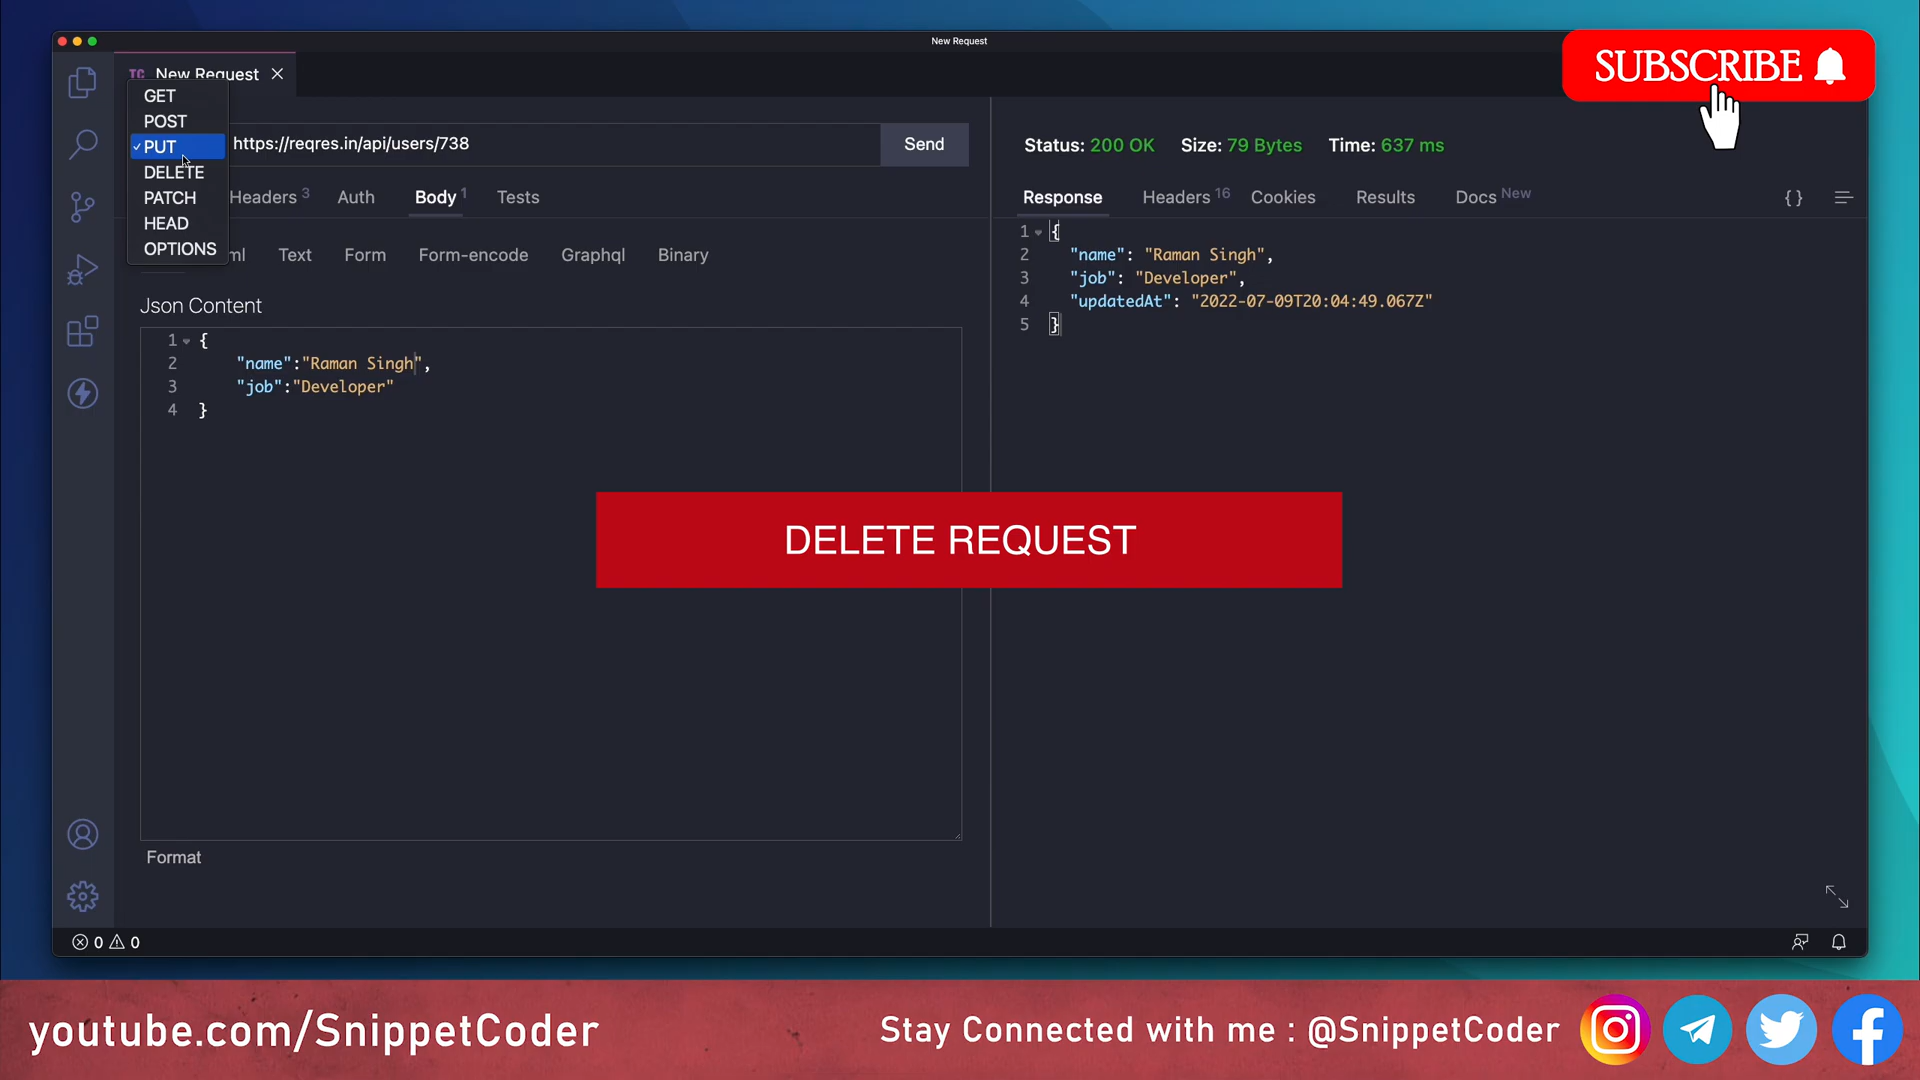 New Request
SUBSCRIBE
TC New Request
GET
POST
✓ PUT
DELETE
PATCH
HEAD
OPTIONS
https://reqres.in/api/users/738
Send
Status: 200 OK Size: 79 Bytes Time: 637 ms
Headers 3 Auth Body 1 Tests
Response Headers 16 Cookies Results Docs New
{}
ml Text Form Form-encode Graphql Binary
Json Content
1 {
2 "name":"Raman Singh",
3 "job":"Developer"
4 }
Format
1 {
2 "name": "Raman Singh",
3 "job": "Developer",
4 "updatedAt": "2022-07-09T20:04:49.067Z"
5 }
DELETE REQUEST
0 0
youtube.com/SnippetCoder
Stay Connected with me : @SnippetCoder